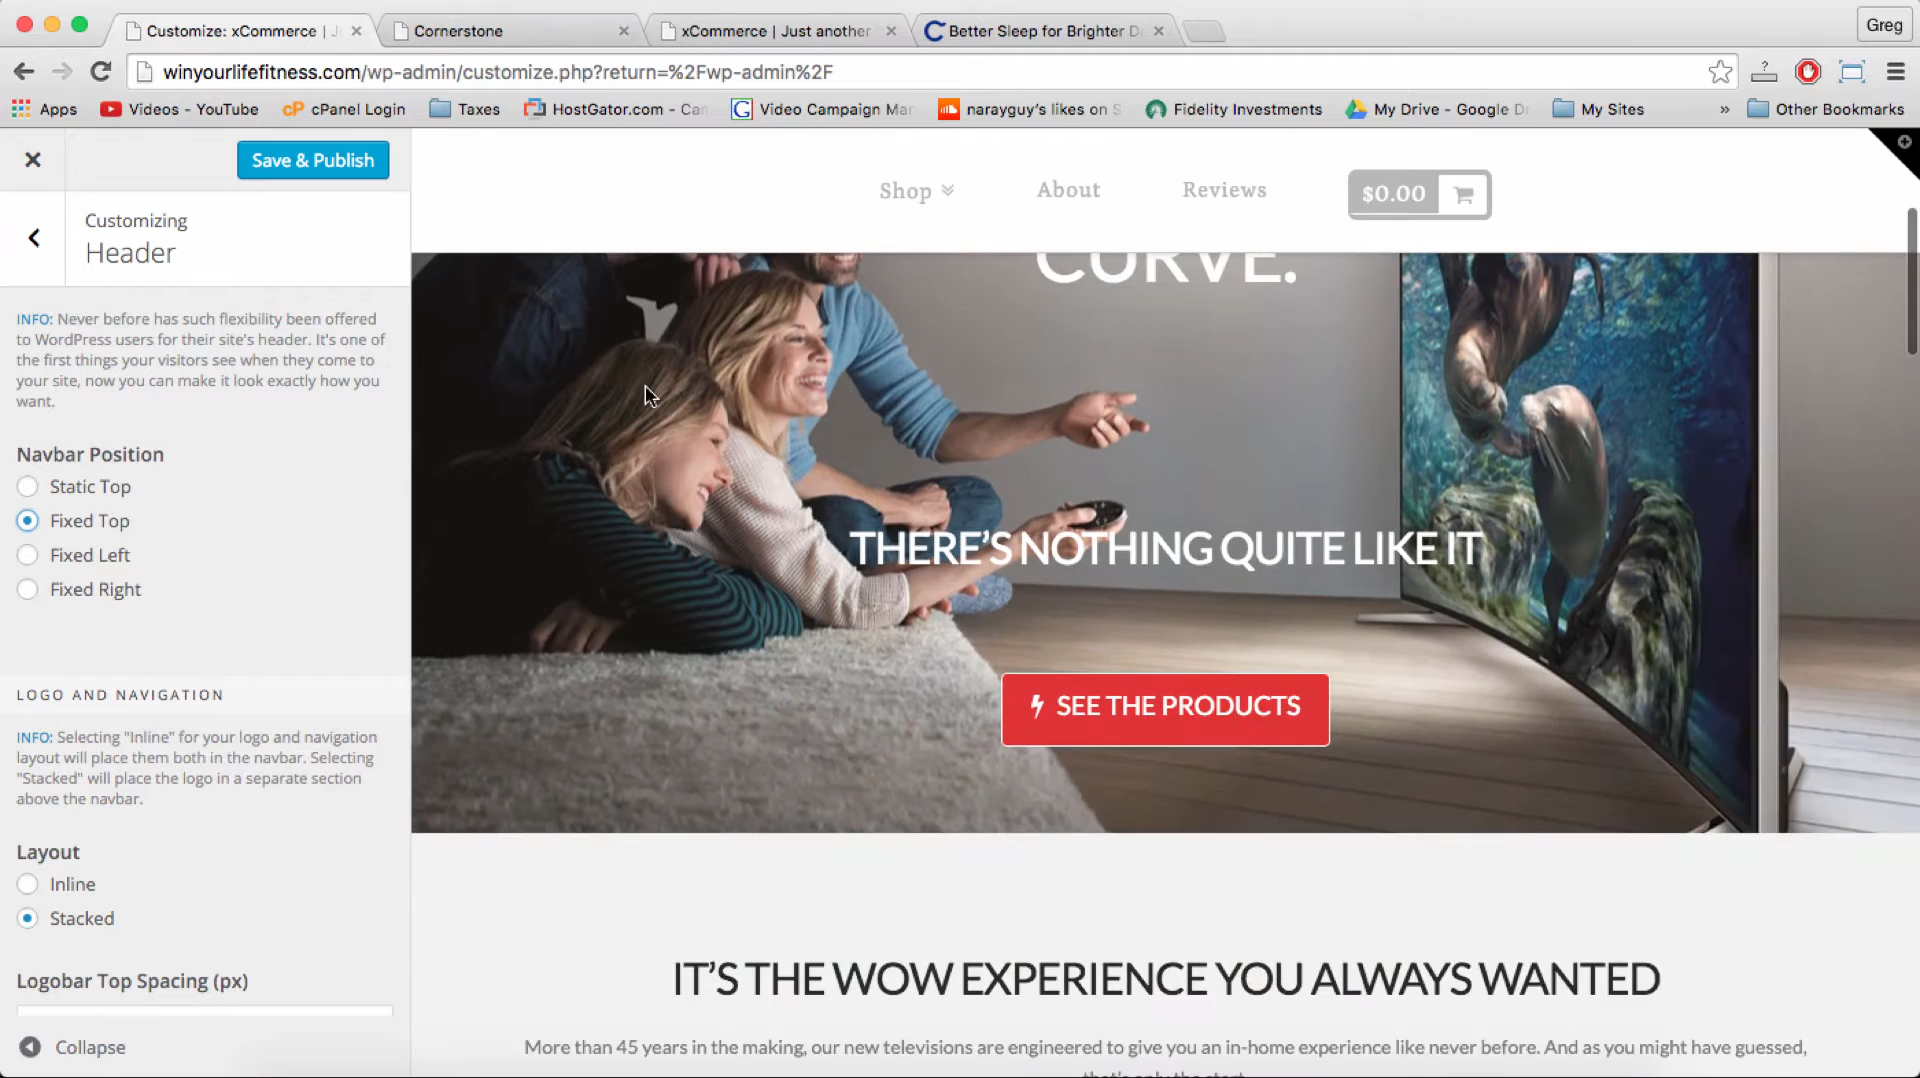 Customize: xCommerce | J
Cornerstone
xCommerce | Just another
Better Sleep for Brighter D
Greg
winyourlifefitness.com/wp-admin/customize.php?return=%2Fwp-admin%2F
Apps
Videos - YouTube
cP cPanel Login
Taxes
HostGator.com - Can
G Video Campaign Man
narayguy's likes on S
Fidelity Investments
My Drive - Google Dr
My Sites
»
Other Bookmarks
Save & Publish
Customizing
Header
Shop
About
Reviews
$0.00
CURVE.
INFO: Never before has such flexibility been offered
to WordPress users for their site's header. It's one of
the first things your visitors see when they come to
your site, now you can make it look exactly how you
want.
Navbar Position
Static Top
Fixed Top
Fixed Left
Fixed Right
THERE'S NOTHING QUITE LIKE IT
SEE THE PRODUCTS
LOGO AND NAVIGATION
INFO: Selecting "Inline" for your logo and navigation
layout will place them both in the navbar. Selecting
"Stacked" will place the logo in a separate section
above the navbar.
Layout
Inline
Stacked
Logobar Top Spacing (px)
Collapse
IT'S THE WOW EXPERIENCE YOU ALWAYS WANTED
More than 45 years in the making, our new televisions are engineered to give you an in-home experience like never before. And as you might have guessed,
that's only the start